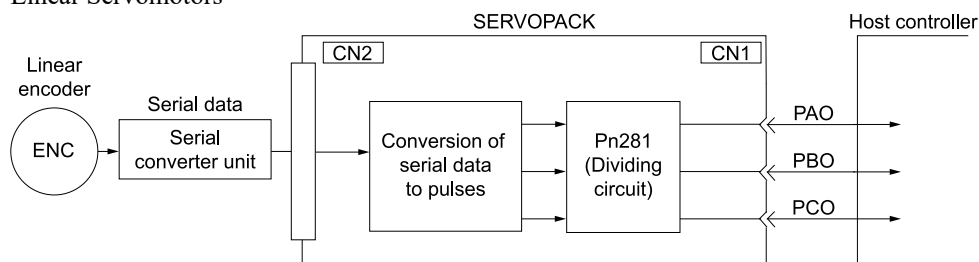 Linear Servomotors
SERVOPACK
Host controller
CN2
CN1
Linear
encoder
ENC
Serial data
Serial
converter unit
Conversion of
serial data
to pulses
Pn281
(Dividing
circuit)
PAO
PBO
PCO